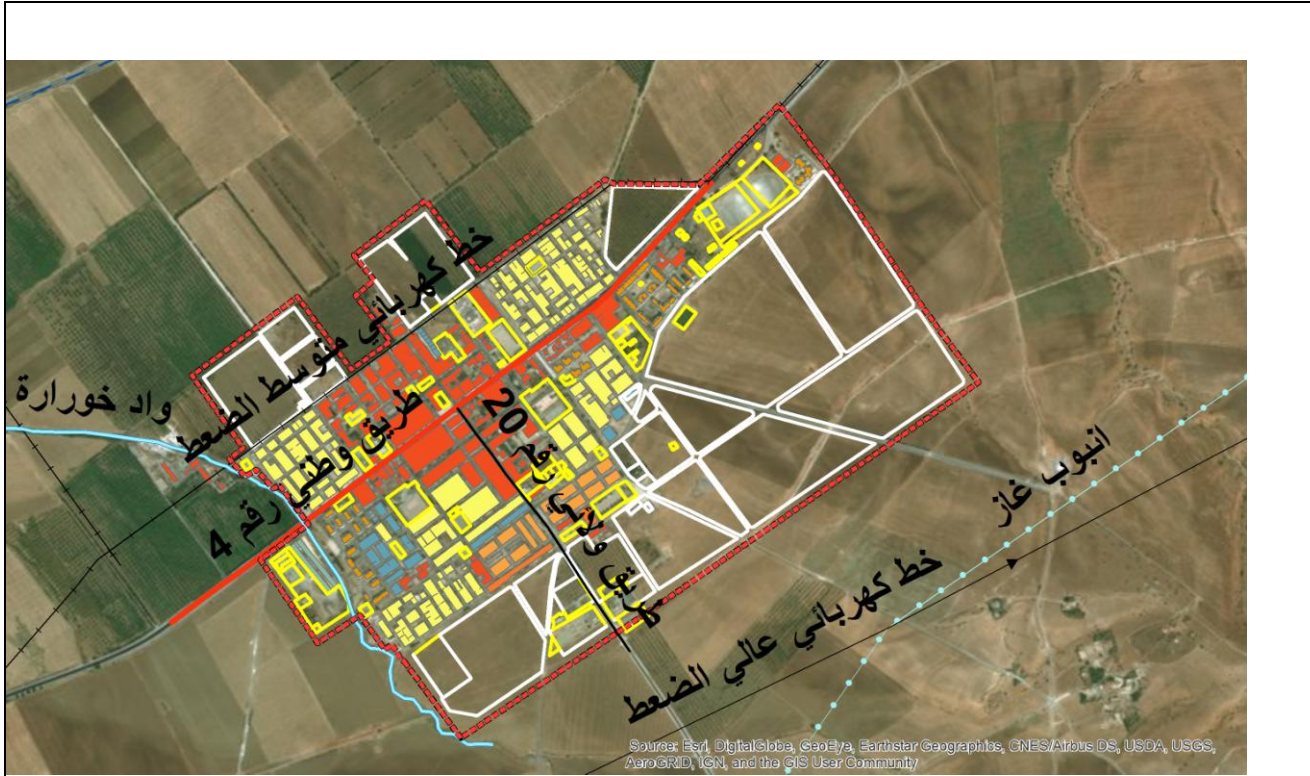 خط كهربائي متوسط الضغط
واد خورارة
طريق وطني رقم 4
طريق ولائي رقم 20
انبوب غاز
خط كهربائي عالي الضغط
Source: Esri, DigitalGlobe, GeoEye, Earthstar Geographics, CNES/Airbus DS, USDA, USGS,
AeroGRID, IGN, and the GIS User Community